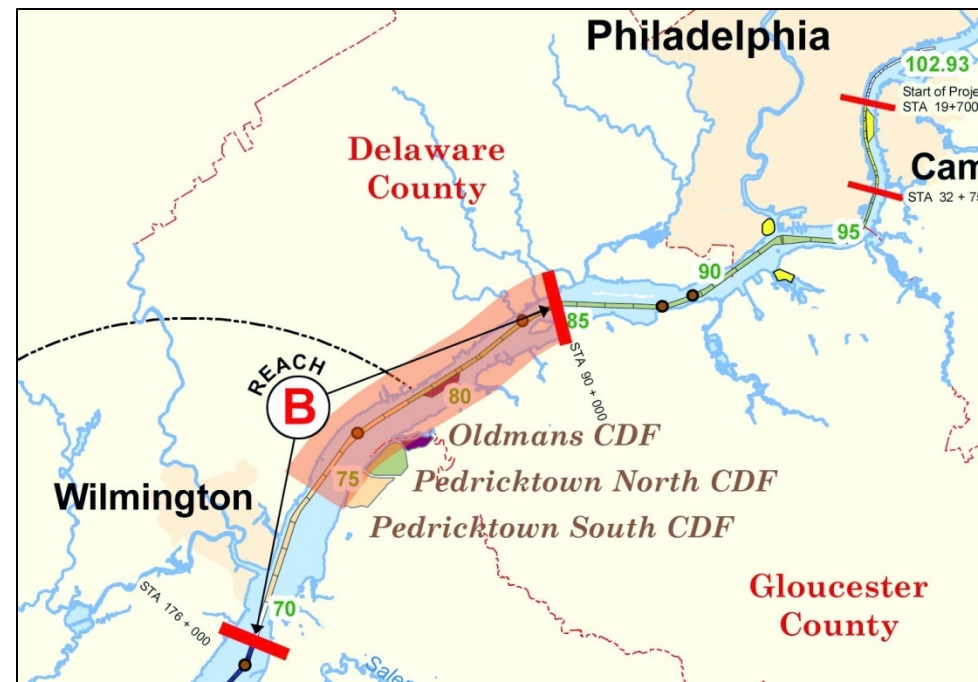 Philadelphia
102.93
Start of Proje
STA 19+700
Delaware
County
Cam
STA 32 + 75
95
90
85
STA 90 + 000
REACH
B
80
Oldmans CDF
75
Pedricktown North CDF
Wilmington
Pedricktown South CDF
STA 176 + 000
70
Gloucester
County
Sale